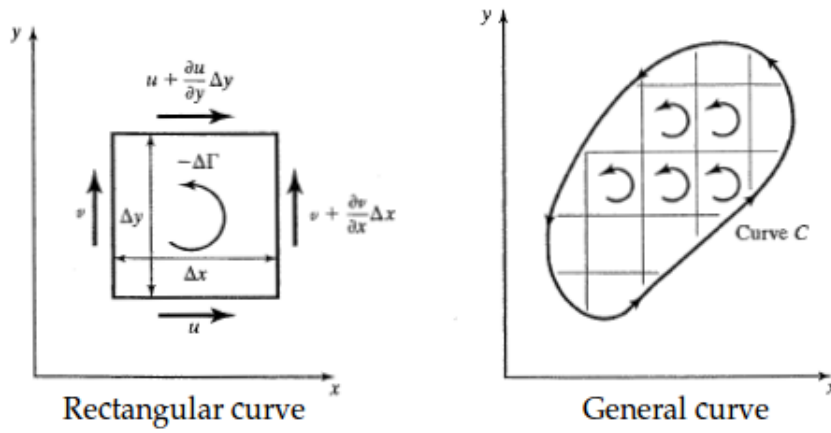 y
u + ∂u/∂y Δy
−ΔΓ
v
Δy
v + ∂v/∂x Δx
Δx
u
x
Rectangular curve
y
Curve C
x
General curve